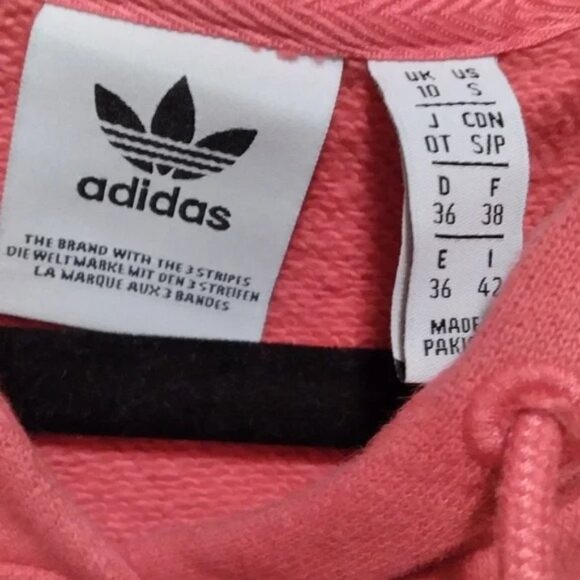 adidas
THE BRAND WITH THE 3 STRIPES
DIE WELTMARKE MIT DEN 3 STREIFEN
LA MARQUE AUX 3 BANDES
UK US
10 S
J CDN
OT S/P
D F
36 38
E I
36 42
MADE